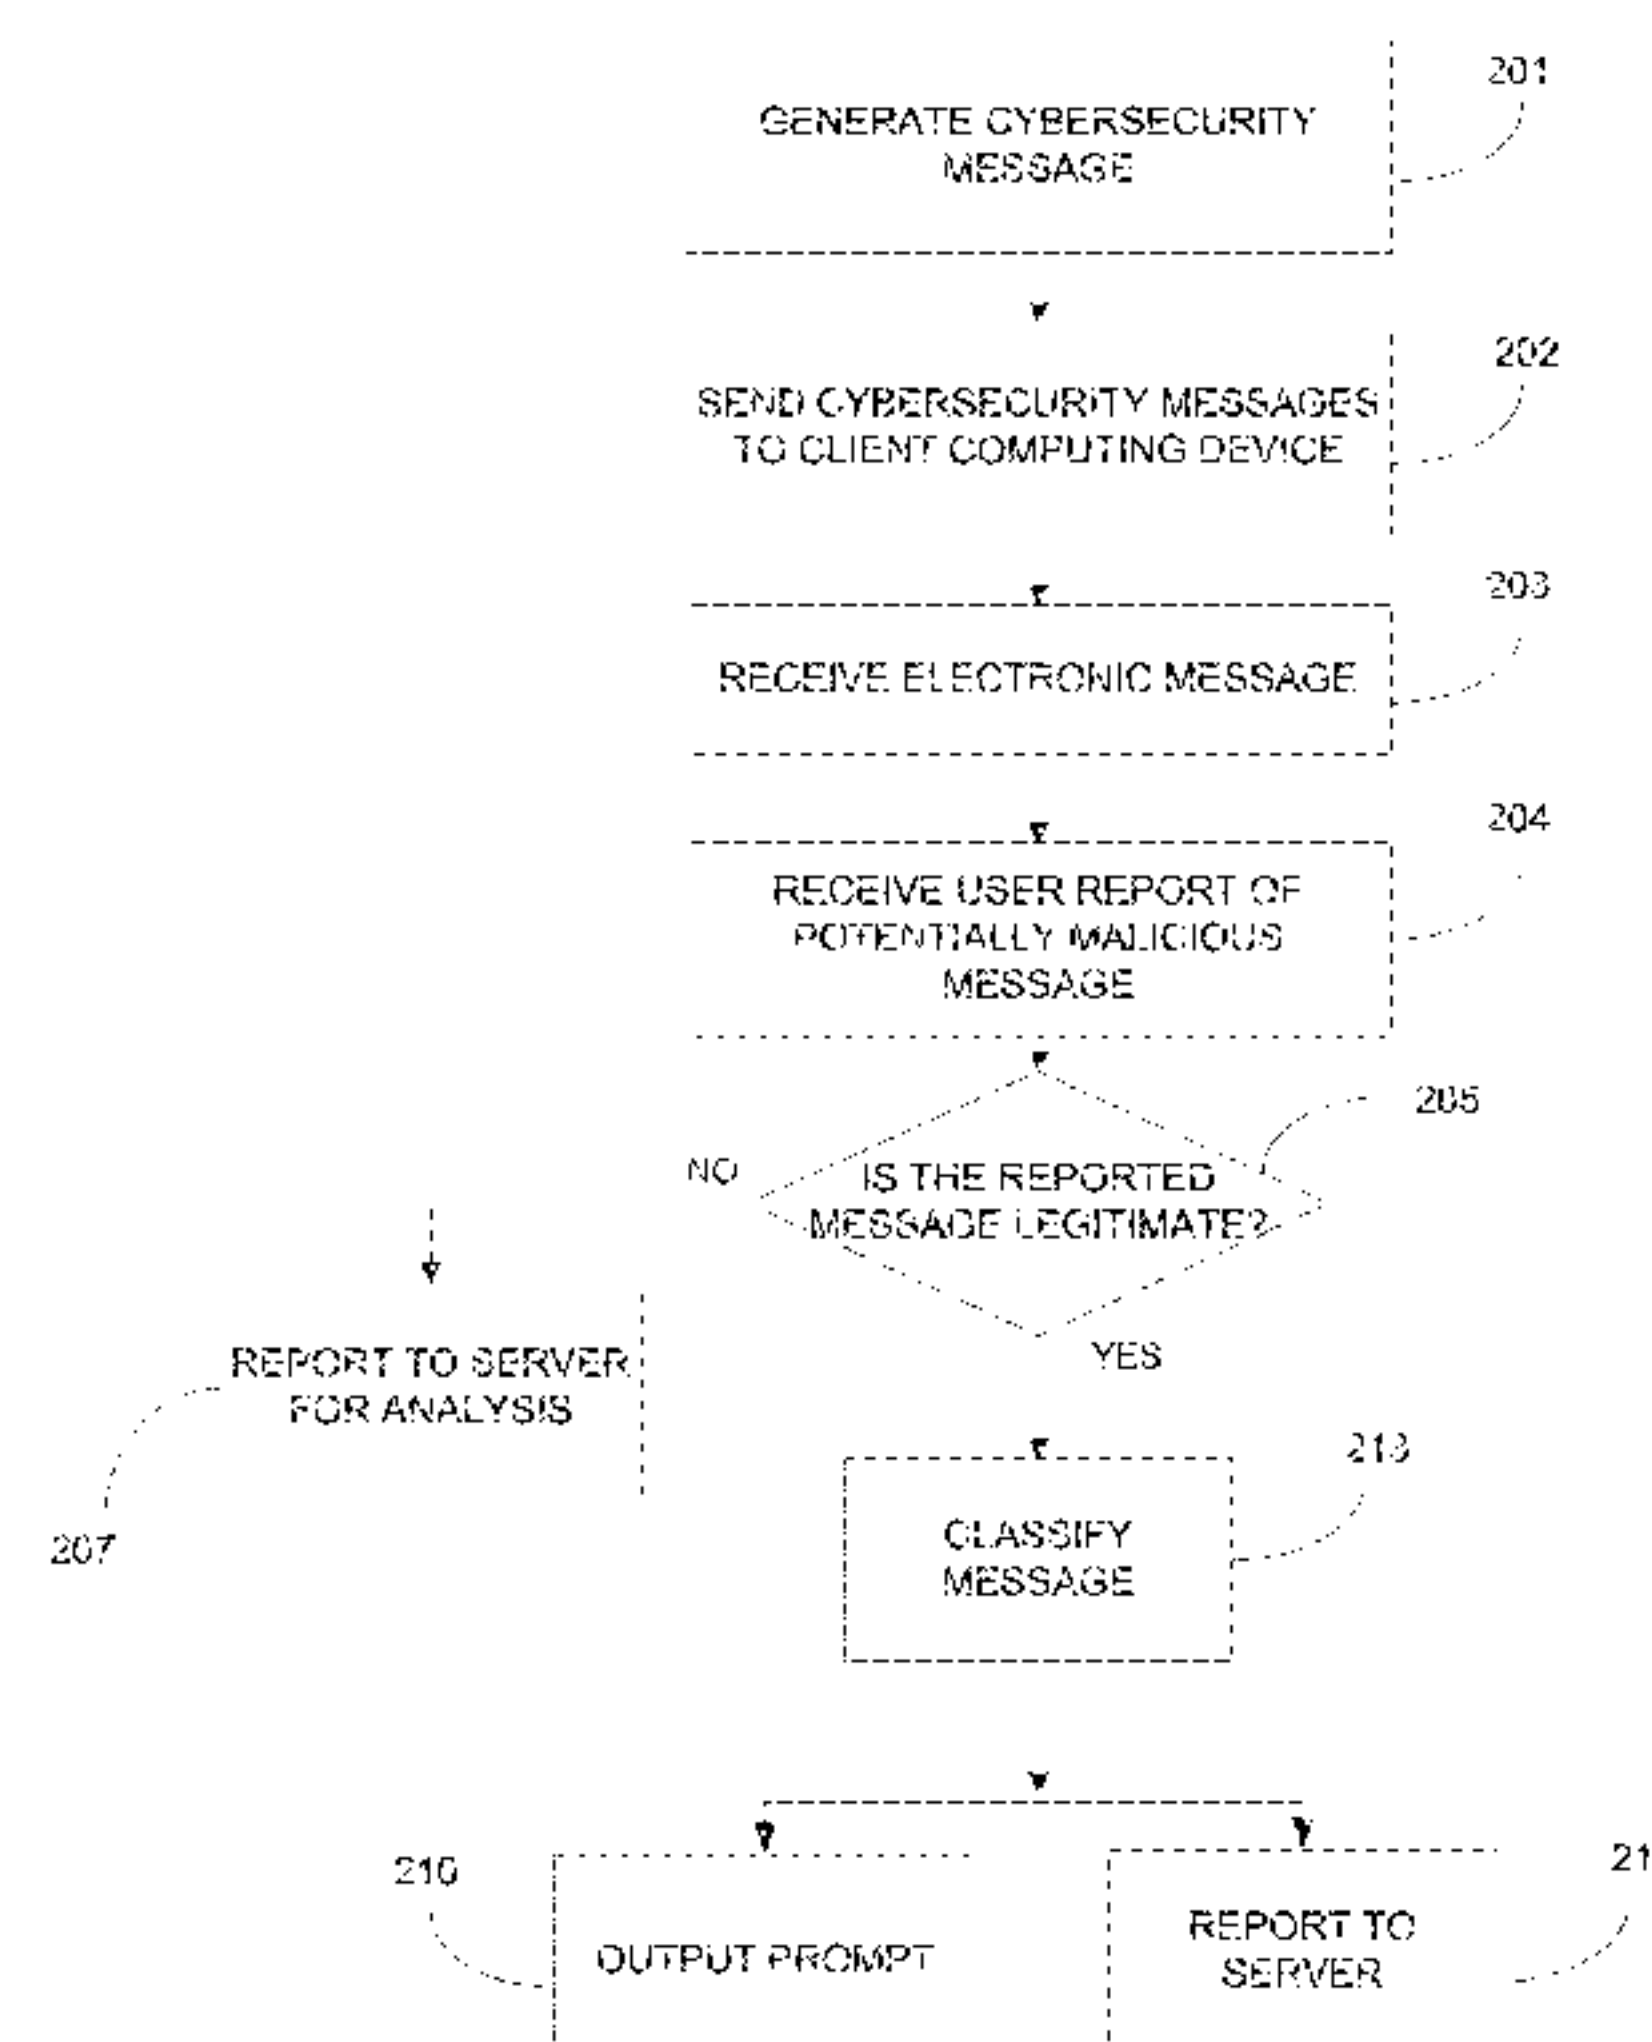 201
GENERATE CYBERSECURITY
MESSAGE
202
SEND CYBERSECURITY MESSAGES
TO CLIENT COMPUTING DEVICE
203
RECEIVE ELECTRONIC MESSAGE
204
RECEIVE USER REPORT OF
POTENTIALLY MALICIOUS
MESSAGE
205
NO
IS THE REPORTED
MESSAGE LEGITIMATE?
YES
REPORT TO SERVER
FOR ANALYSIS
207
213
CLASSIFY
MESSAGE
210
OUTPUT PROMPT
21
REPORT TO
SERVER